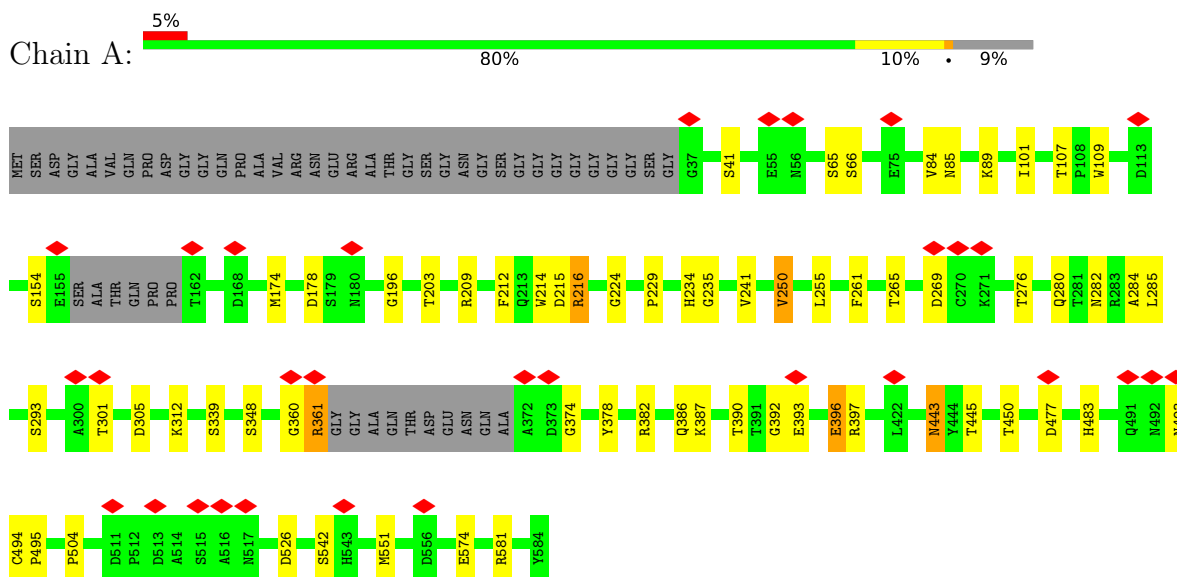 5%
Chain A:
80% 10% • 9%
MET SER ASP GLY ALA VAL GLN PRO ASP GLY GLY GLN PRO ALA VAL ARG ASN GLU ARG ALA THR GLY SER GLY ASN GLY SER GLY GLY GLY GLY GLY GLY GLY SER GLY G37 S41 E55 N56 S65 S66 E75 V84 N85 K89 I101 T107 P108 W109 D113
S154 E155 SER ALA THR GLN PRO PRO T162 D168 M174 D178 S179 N180 G196 T203 R209 F212 Q213 W214 D215 R216 G224 P229 H234 G235 V241 V250 L255 F261 T265 D269 C270 K271 T276 Q280 T281 N282 R283 A284 L285
S293 A300 T301 D305 K312 S339 S348 G360 R361 GLY GLY ALA GLN THR ASP GLU ASN GLN ALA A372 D373 G374 Y378 R382 Q386 K387 T390 T391 G392 E393 E396 R397 L422 N443 Y444 T445 T450 D477 H483 Q491 N492
C494 P495 P504 D511 P512 D513 A514 S515 A516 N517 D526 S542 H543 M551 D556 E574 R581 Y584